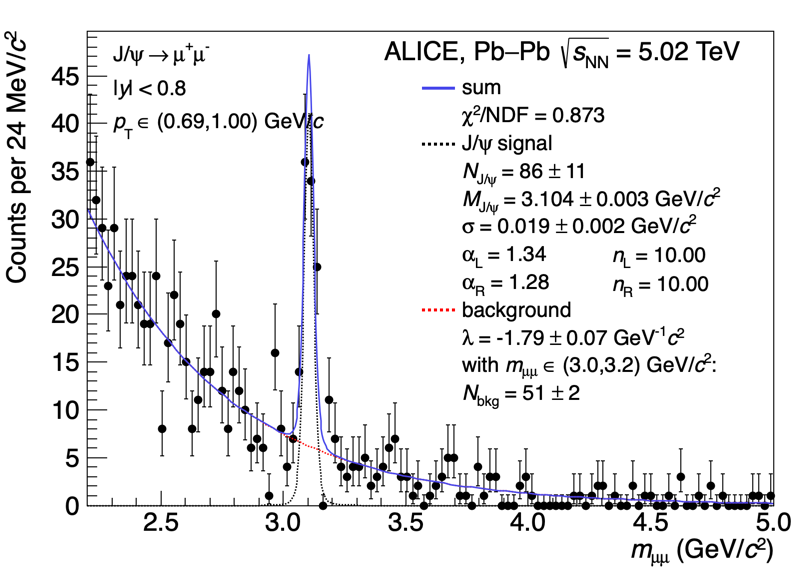 J/ψ → μ⁺μ⁻
|y| < 0.8
p_T ∈ (0.69,1.00) GeV/c
ALICE, Pb–Pb √s_NN = 5.02 TeV
sum
χ²/NDF = 0.873
J/ψ signal
N_J/ψ = 86 ± 11
M_J/ψ = 3.104 ± 0.003 GeV/c²
σ = 0.019 ± 0.002 GeV/c²
α_L = 1.34 n_L = 10.00
α_R = 1.28 n_R = 10.00
background
λ = -1.79 ± 0.07 GeV⁻¹c²
with m_μμ ∈ (3.0,3.2) GeV/c²:
N_bkg = 51 ± 2
Counts per 24 MeV/c²
45
40
35
30
25
20
15
10
5
0
2.5 3.0 3.5 4.0 4.5 5.0
m_μμ (GeV/c²)